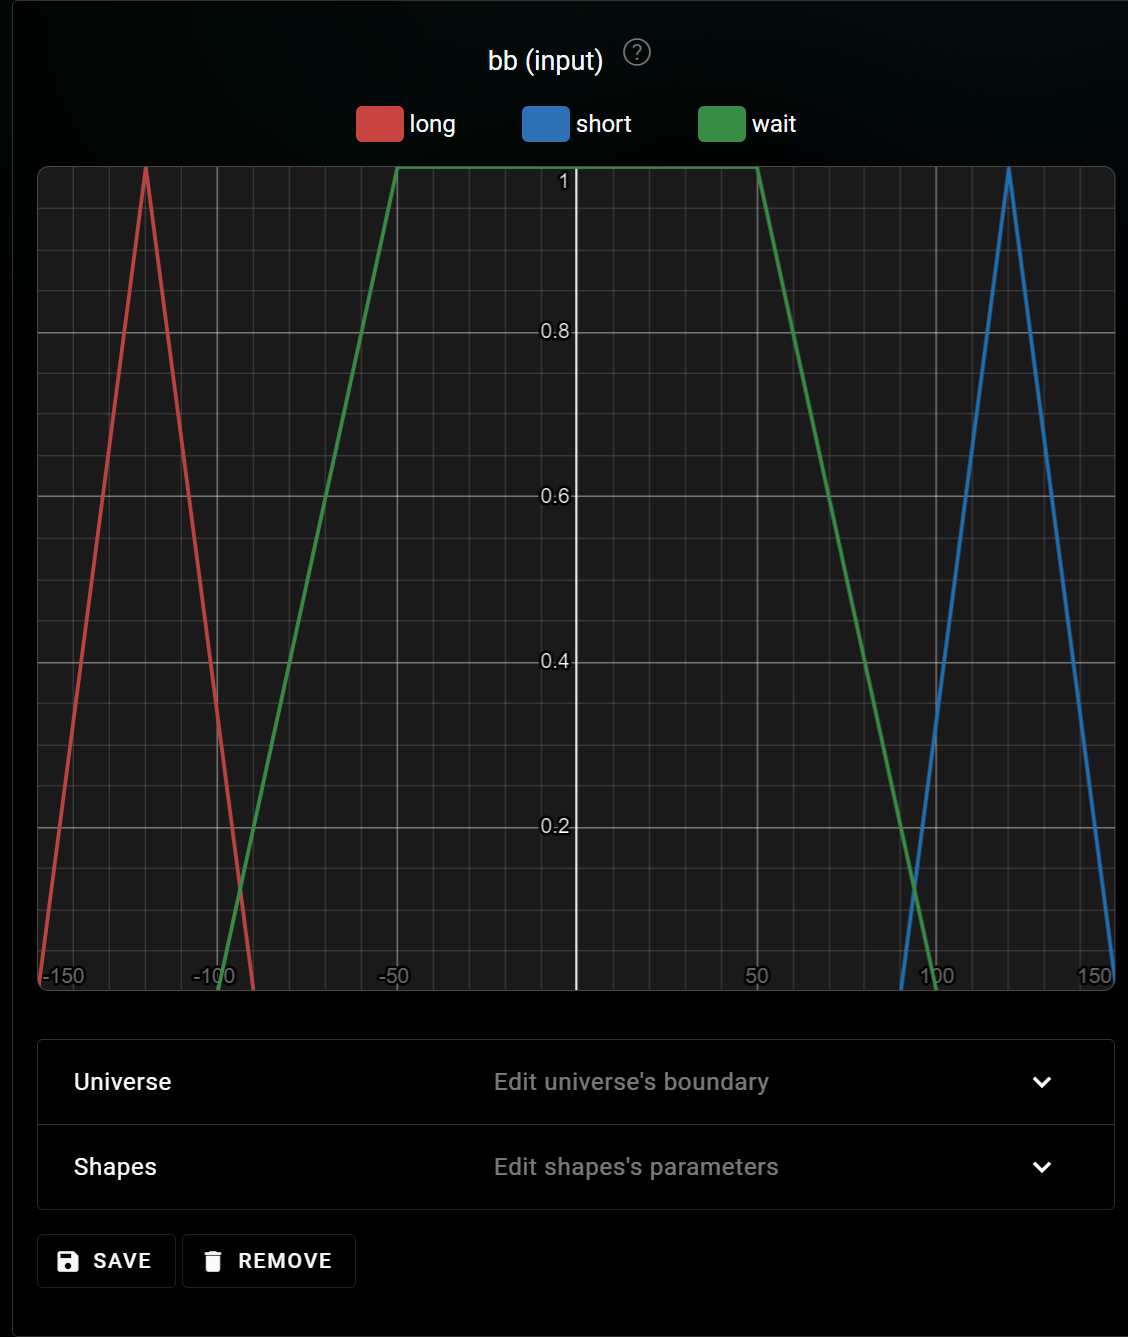 bb (input) ?
long short wait
1
0.8
0.6
0.4
0.2
-150 -100 -50 50 100 150
Universe Edit universe's boundary
Shapes Edit shapes's parameters
SAVE REMOVE